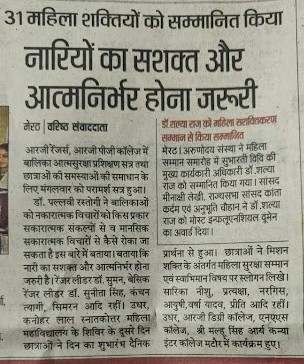 31 महिला शक्तियों को सम्मानित किया
नारियों का सशक्त और
आत्मनिर्भर होना जरूरी
मेरठ | वरिष्ठ संवाददाता
आरजी रेंजर्स, आरजी पीजी कॉलेज में
बालिका आत्मसुरक्षा प्रशिक्षण सत्र तथा
छात्राओं की समस्याओं की समाधान के
लिए मंगलवार को परामर्श सत्र हुआ।
डा. पल्लवी रस्तोगी ने बालिकाओं
को नकारात्मक विचारों को किस प्रकार
सकारात्मक संकल्पों से व मानसिक
सकारात्मक विचारों से कैसे रोका जा
सकता है इस बारे में बताया। बताया कि
नारी का सशक्त और आत्मनिर्भर होना
जरूरी है। रेंजर लीडर डॉ. सुमन, बेसिक
रेंजर लीडर डॉ. सुनीता सिंह, कंचन
त्यागी, सिमरन आदि रहीं। उधर,
कनोहर लाल स्नातकोत्तर महिला
महाविद्यालय के शिविर के दूसरे दिन
छात्राओं ने दिन का शुभारंभ दैनिक
डॉ. शल्या राज को महिला सशक्तिकरण
सम्मान से किया सम्मानित
मेरठ। अरुणोदय संस्था ने महिला
सम्मान समारोह में सुभारती विवि की
मुख्य कार्यकारी अधिकारी डॉ. शल्या
राज को सम्मानित किया गया। सांसद
मीनाक्षी लेखी, राज्यसभा सांसद कांता
कर्दम एवं अनुभूति चौहान ने डॉ. शल्या
राज को मोस्ट इन्फ्लूएनशियल वूमेन
का अवार्ड दिया।
प्रार्थना से हुआ। छात्राओं ने मिशन
शक्ति के अंतर्गत महिला सुरक्षा सम्मान
एवं स्वाभिमान विषय पर स्लोगन लिखे।
सारिका नीशू, प्रत्यक्षा, नरगिस,
आयुषी, वर्षा यादव, प्रीति आदि रहीं।
उधर, आरजी डिग्री कॉलेज, एनएएस
कॉलेज, श्री मल्हु सिंह आर्य कन्या
इंटर कॉलेज मटौर में कार्यक्रम हुए।